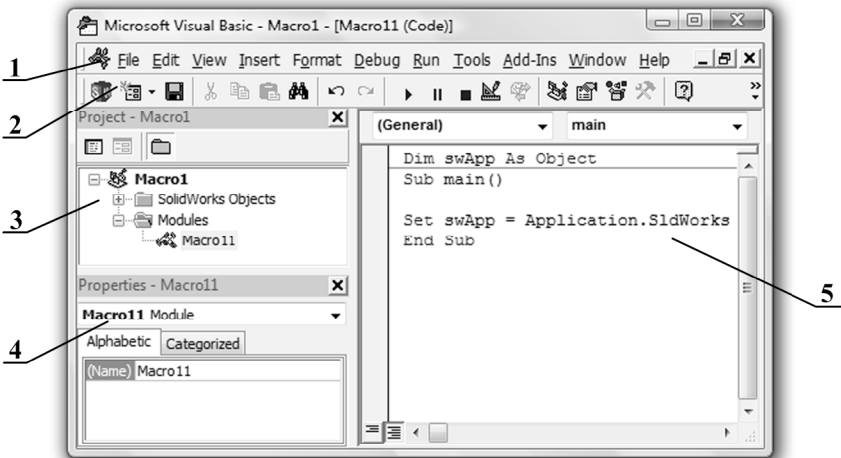 Microsoft Visual Basic - Macro1 - [Macro11 (Code)]
1
File Edit View Insert Format Debug Run Tools Add-Ins Window Help
2
Project - Macro1
(General) main
Macro1
SolidWorks Objects
Modules
Macro11
3
Dim swApp As Object
Sub main()
Set swApp = Application.SldWorks
End Sub
5
Properties - Macro11
Macro11 Module
4
Alphabetic Categorized
(Name) Macro11